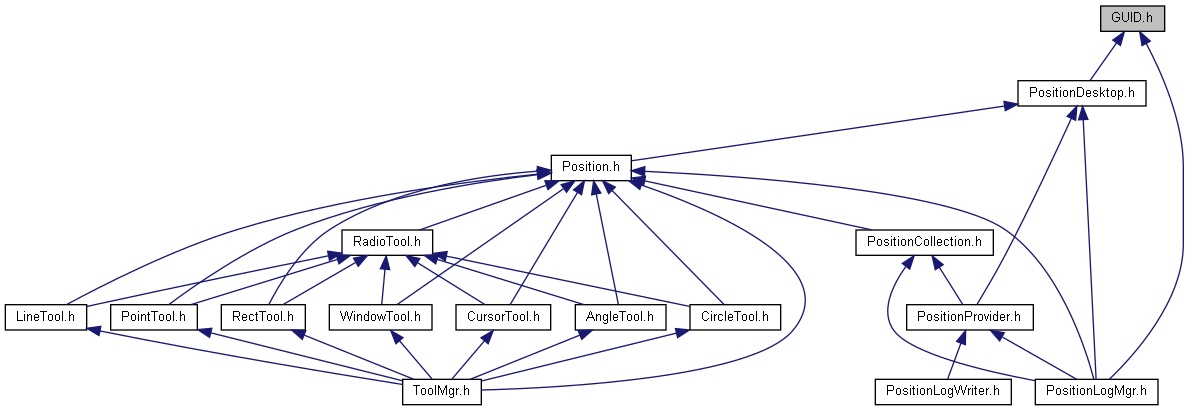 GUID.h
PositionDesktop.h
Position.h
RadioTool.h
PositionCollection.h
LineTool.h
PointTool.h
RectTool.h
WindowTool.h
CursorTool.h
AngleTool.h
CircleTool.h
PositionProvider.h
ToolMgr.h
PositionLogWriter.h
PositionLogMgr.h